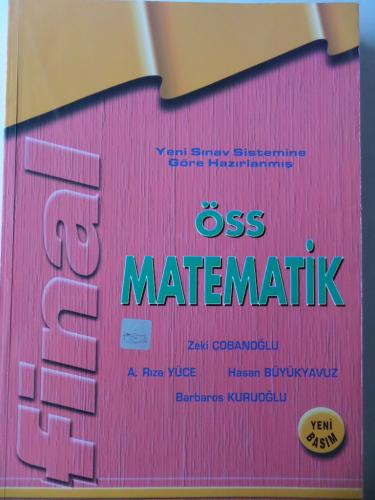 final
Yeni Sınav Sistemine
Göre Hazırlanmış
ÖSS
MATEMATİK
Zeki ÇOBANOĞLU
A. Rıza YÜCE Hasan BÜYÜKYAVUZ
Barbaros KURUOĞLU
YENİ
BASIM